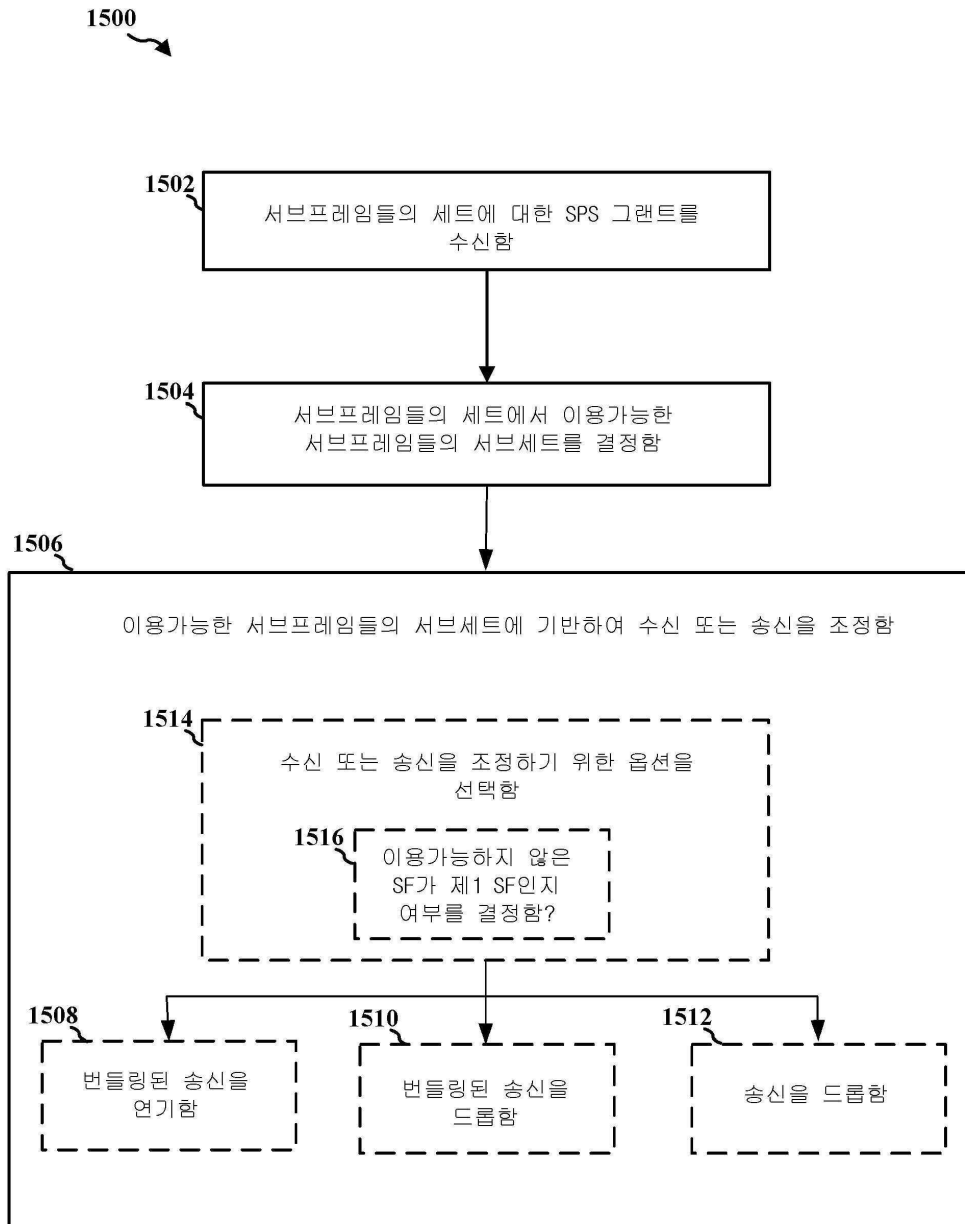 1500
1502
서브프레임들의 세트에 대한 SPS 그랜트를
수신함
1504
서브프레임들의 세트에서 이용가능한
서브프레임들의 서브세트를 결정함
1506
이용가능한 서브프레임들의 서브세트에 기반하여 수신 또는 송신을 조정함
1514
수신 또는 송신을 조정하기 위한 옵션을
선택함
1516
이용가능하지 않은
SF가 제1 SF인지
여부를 결정함?
1508
번들링된 송신을
연기함
1510
번들링된 송신을
드롭함
1512
송신을 드롭함